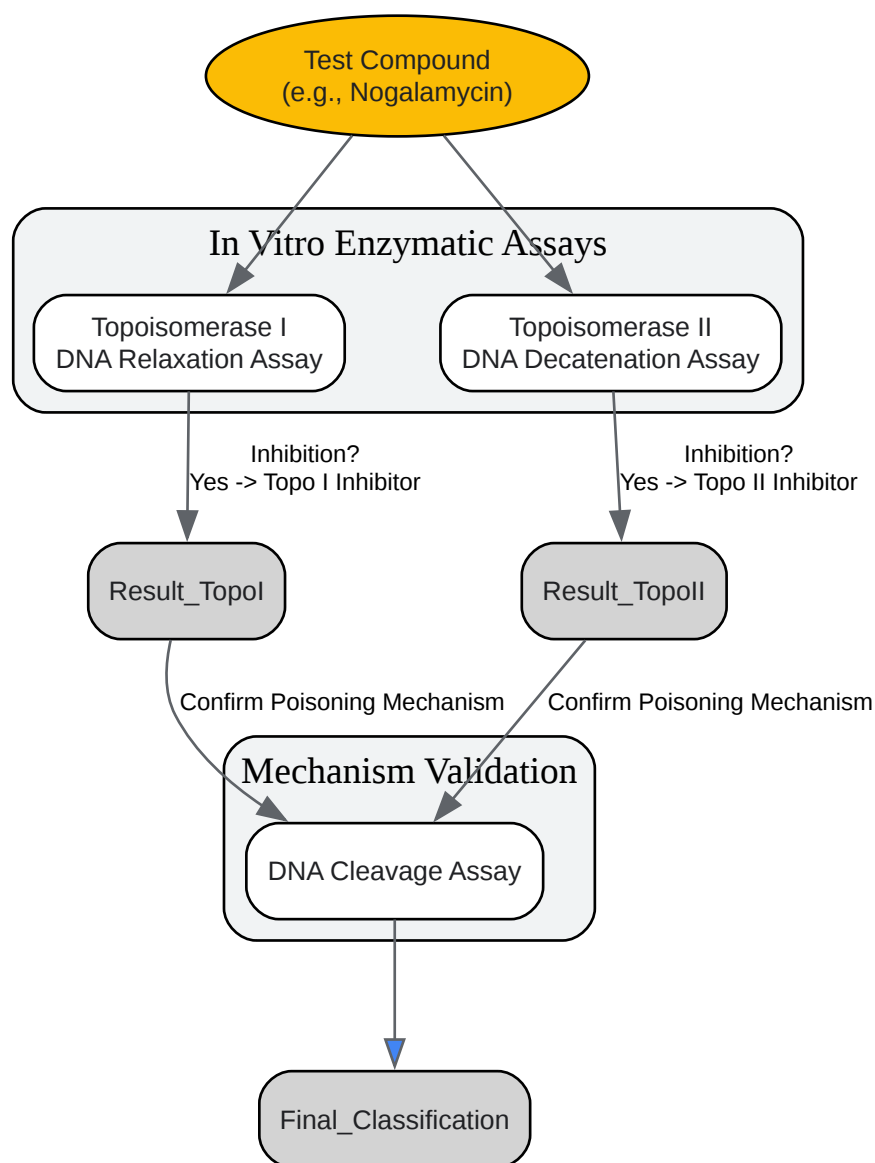 Test Compound
(e.g., Nogalamycin)
In Vitro Enzymatic Assays
Topoisomerase I
DNA Relaxation Assay
Topoisomerase II
DNA Decatenation Assay
Inhibition?
Yes -> Topo I Inhibitor
Inhibition?
Yes -> Topo II Inhibitor
Result_TopoI
Result_TopoII
Confirm Poisoning Mechanism
Confirm Poisoning Mechanism
Mechanism Validation
DNA Cleavage Assay
Final_Classification